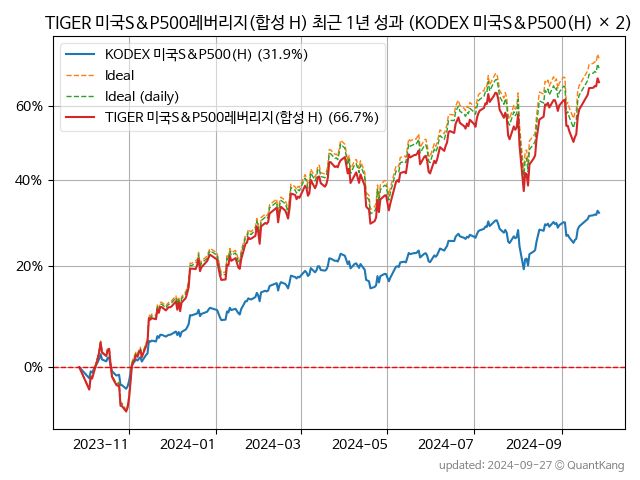 TIGER 미국S&P500레버리지(합성 H) 최근 1년 성과 (KODEX 미국S&P500(H) × 2)
KODEX 미국S&P500(H) (31.9%)
Ideal
Ideal (daily)
TIGER 미국S&P500레버리지(합성 H) (66.7%)
60%
40%
20%
0%
2023-11
2024-01
2024-03
2024-05
2024-07
2024-09
updated: 2024-09-27 © QuantKang